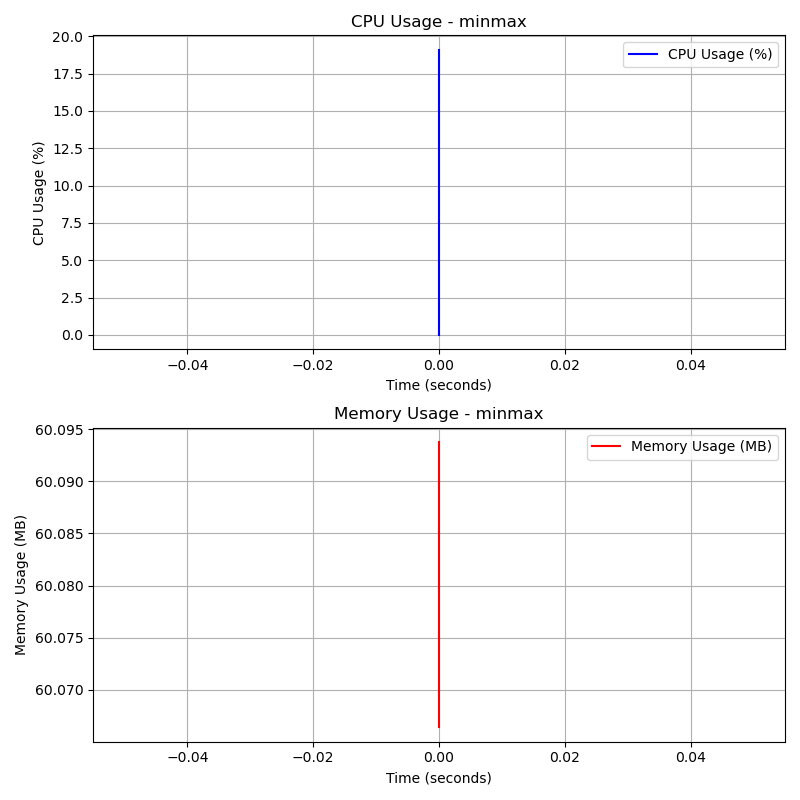 CPU Usage - minmax
20.0
17.5
15.0
12.5
10.0
7.5
5.0
2.5
0.0
CPU Usage (%)
CPU Usage (%)
−0.04 −0.02 0.00 0.02 0.04
Time (seconds)
Memory Usage - minmax
60.095
60.090
60.085
60.080
60.075
60.070
Memory Usage (MB)
Memory Usage (MB)
−0.04 −0.02 0.00 0.02 0.04
Time (seconds)